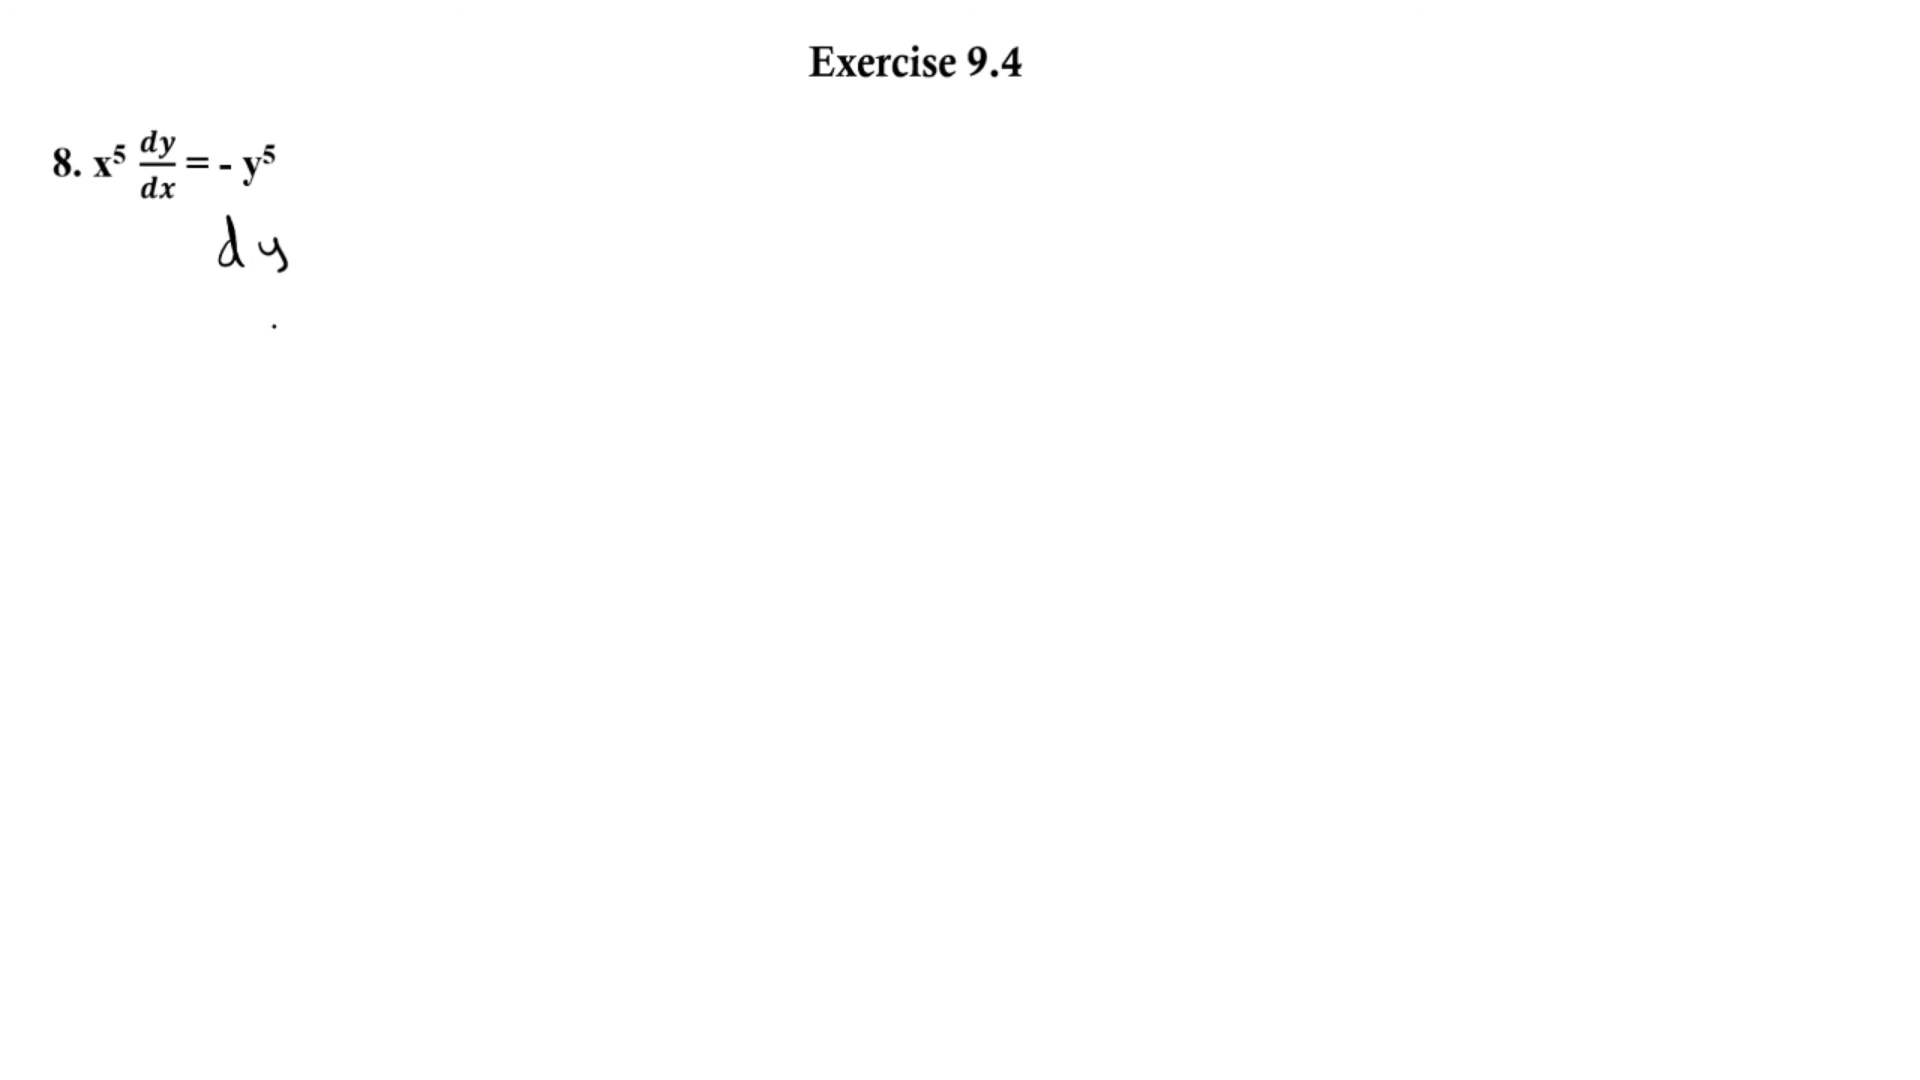 Exercise 9.4
8. x⁵ dy/dx = - y⁵
dy